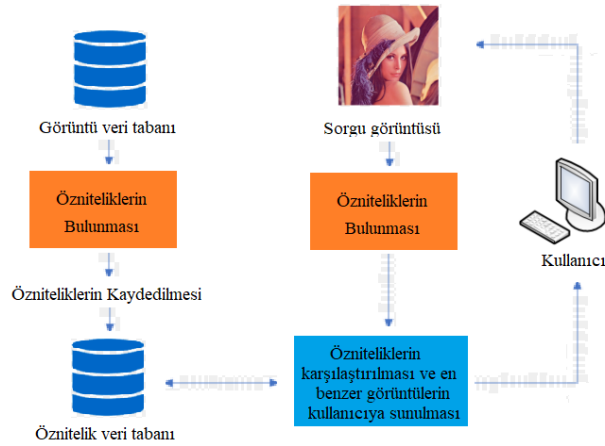 Görüntü veri tabanı
Sorgu görüntüsü
Özniteliklerin
Bulunması
Özniteliklerin
Bulunması
Kullanıcı
Özniteliklerin Kaydedilmesi
Özniteliklerin
karşılaştırılması ve en
benzer görüntülerin
kullanıcıya sunulması
Öznitelik veri tabanı